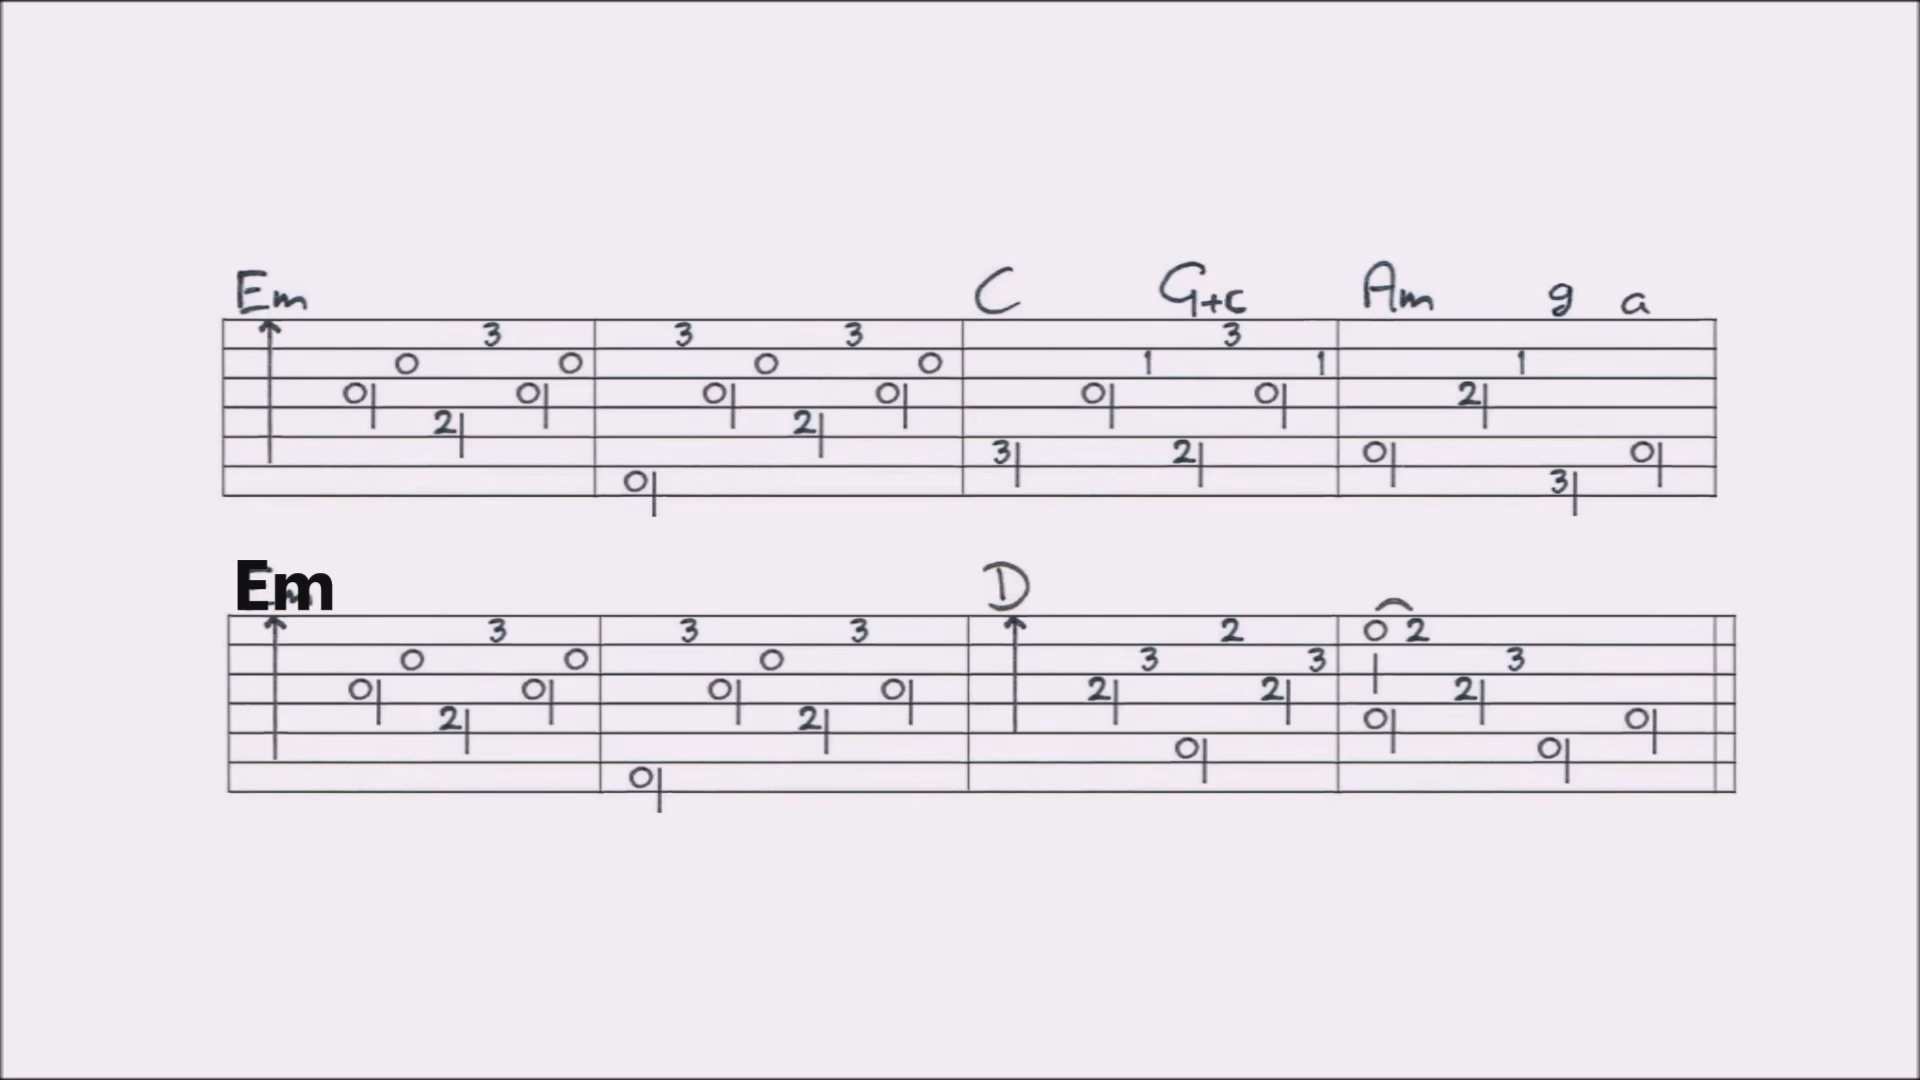 Em C G+c Am g a
3 3 3 3
0 0 0 0 1 1 1
0 0 0 0 0 0 2
2 2
3 2 0 0
0 3
Em D
3 3 3 2 0 2
0 0 0 3 3 3
0 0 0 0 2 2 2
2 2 0 0
0 0
0